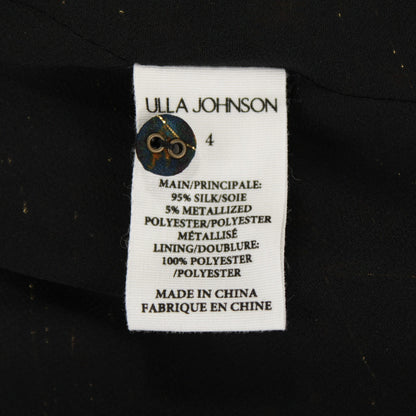 ULLA JOHNSON
4
MAIN/PRINCIPALE:
95% SILK/SOIE
5% METALLIZED
POLYESTER/POLYESTER
MÉTALLISÉ
LINING/DOUBLURE:
100% POLYESTER
/POLYESTER
MADE IN CHINA
FABRIQUE EN CHINE